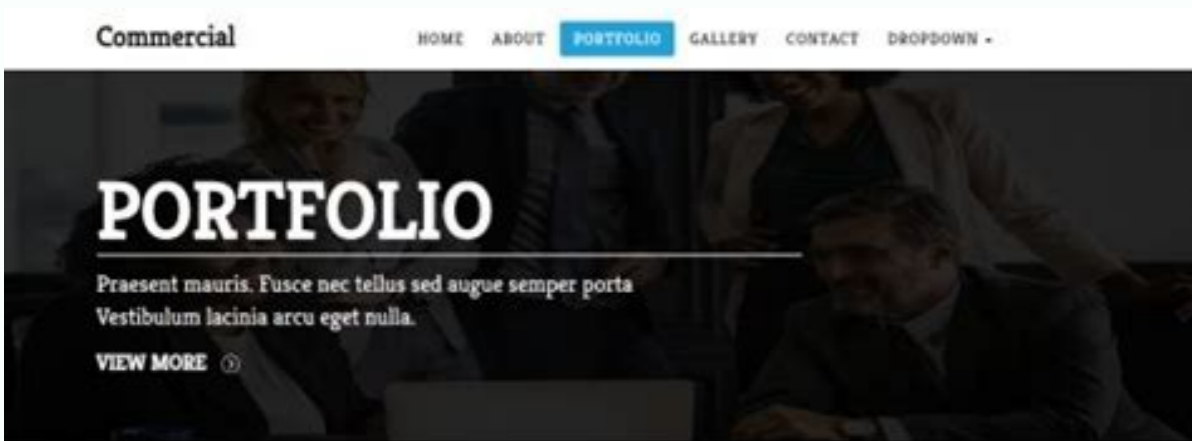 Commercial
HOME ABOUT PORTFOLIO GALLERY CONTACT DROPDOWN
PORTFOLIO
Praesent mauris. Fusce nec tellus sed augue semper porta
Vestibulum lacinia arcu eget nulla.
VIEW MORE